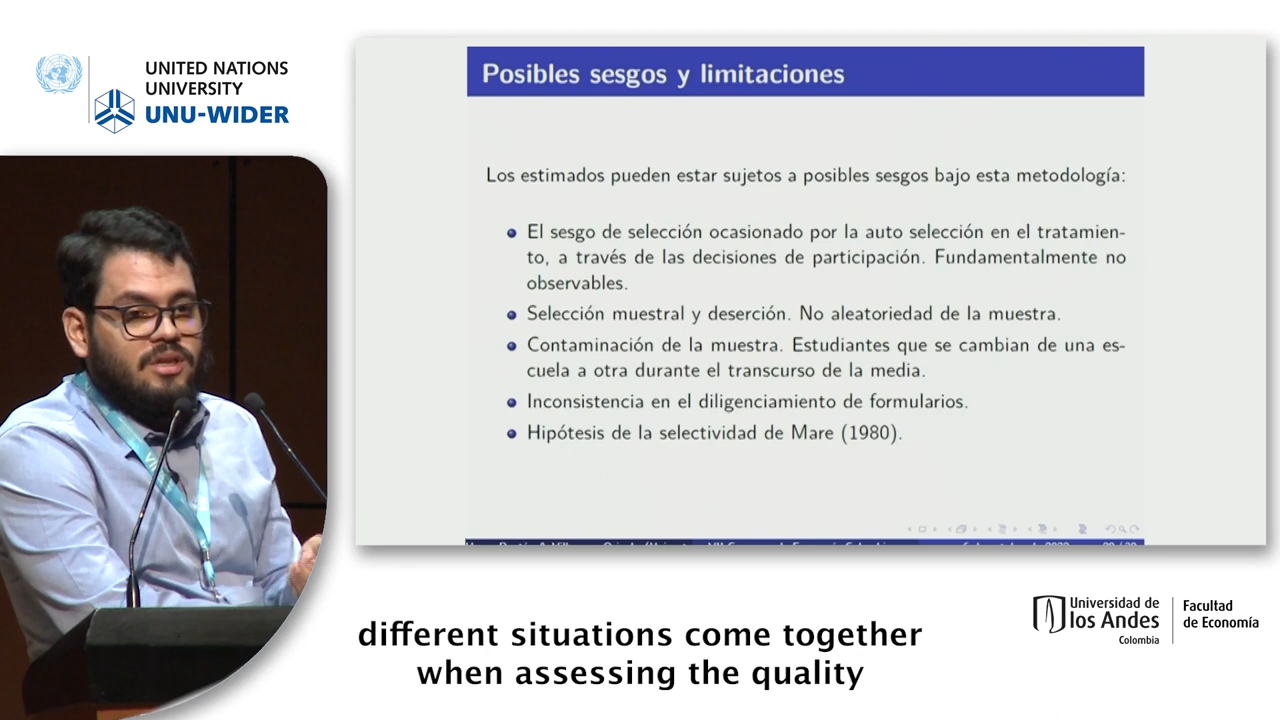 UNITED NATIONS
UNIVERSITY
UNU-WIDER
Posibles sesgos y limitaciones
Los estimados pueden estar sujetos a posibles sesgos bajo esta metodología:
El sesgo de selección ocasionado por la auto selección en el tratamien-
to, a través de las decisiones de participación. Fundamentalmente no
observables.
Selección muestral y deserción. No aleatoriedad de la muestra.
Contaminación de la muestra. Estudiantes que se cambian de una es-
cuela a otra durante el transcurso de la media.
Inconsistencia en el diligenciamiento de formularios.
Hipótesis de la selectividad de Mare (1980).
Universidad de
los Andes
Colombia
Facultad
de Economía
different situations come together
when assessing the quality